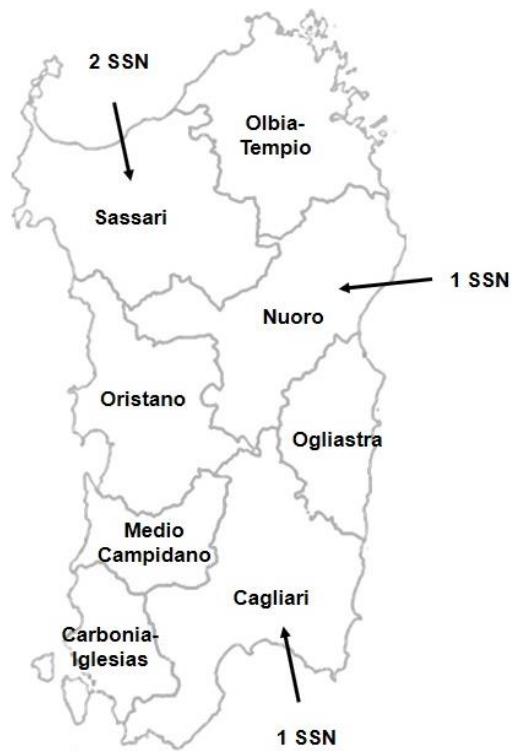 2 SSN
Olbia-
Tempio
Sassari
1 SSN
Nuoro
Oristano
Ogliastra
Medio
Campidano
Cagliari
Carbonia-
Iglesias
1 SSN